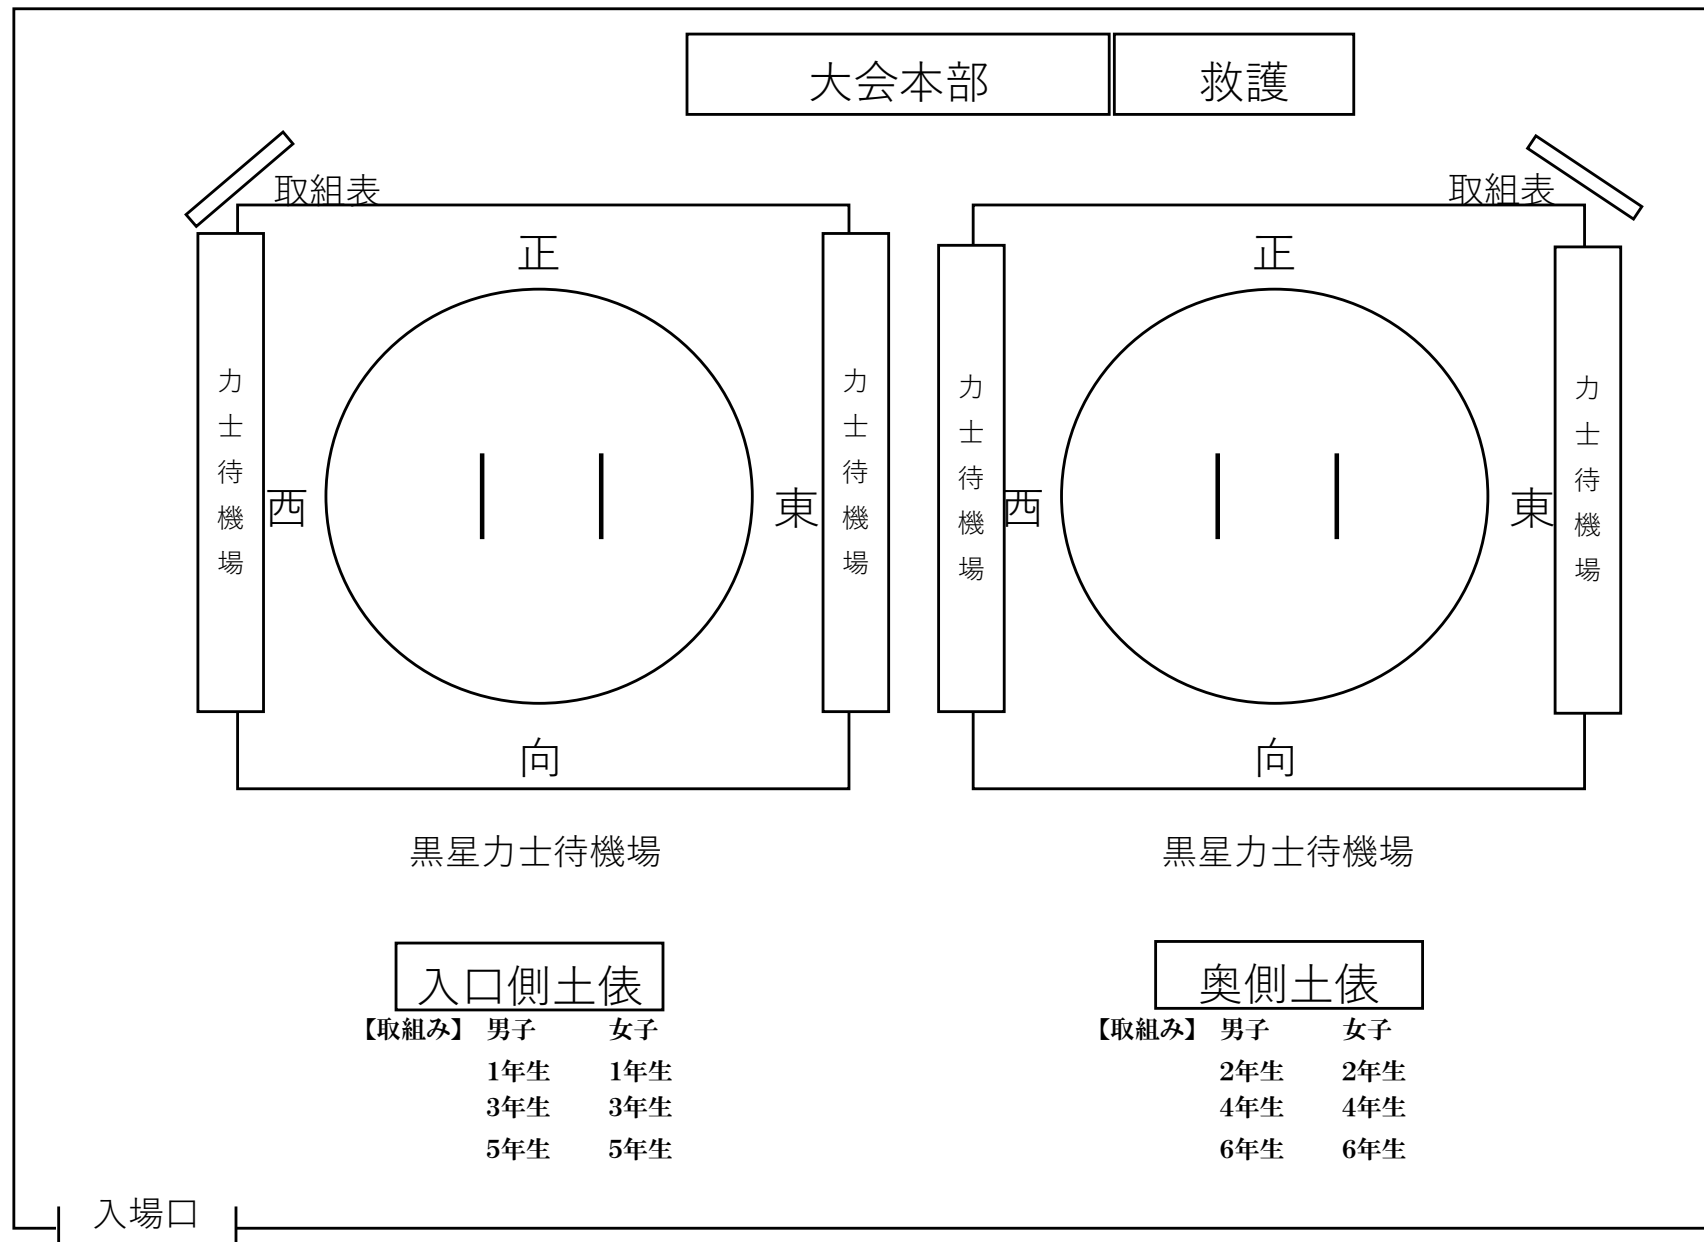 大会本部
救護
取組表
取組表
正
正
力士待機場
西
東
力士待機場
力士待機場
西
東
力士待機場
向
向
黒星力士待機場
黒星力士待機場
入口側土俵
【取組み】 男子 女子
1年生 1年生
3年生 3年生
5年生 5年生
奥側土俵
【取組み】 男子 女子
2年生 2年生
4年生 4年生
6年生 6年生
入場口